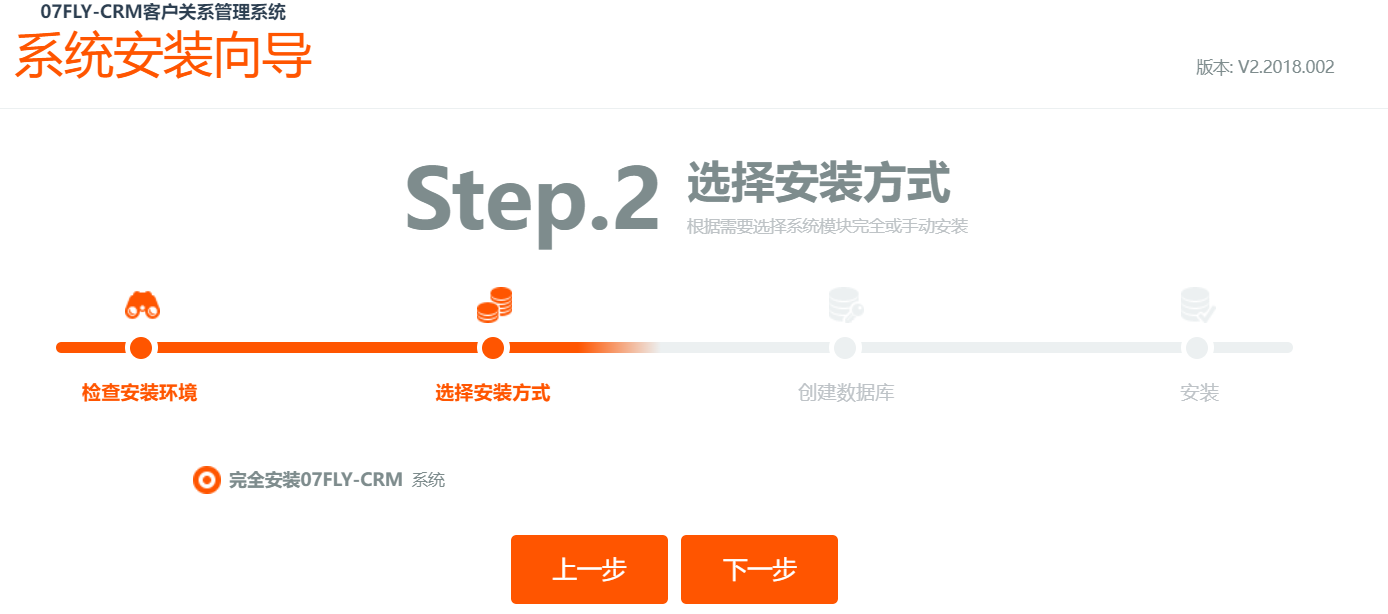 07FLY-CRM客户关系管理系统
系统安装向导
版本: V2.2018.002
Step.2
选择安装方式
根据需要选择系统模块完全或手动安装
检查安装环境
选择安装方式
创建数据库
安装
完全安装07FLY-CRM 系统
上一步
下一步